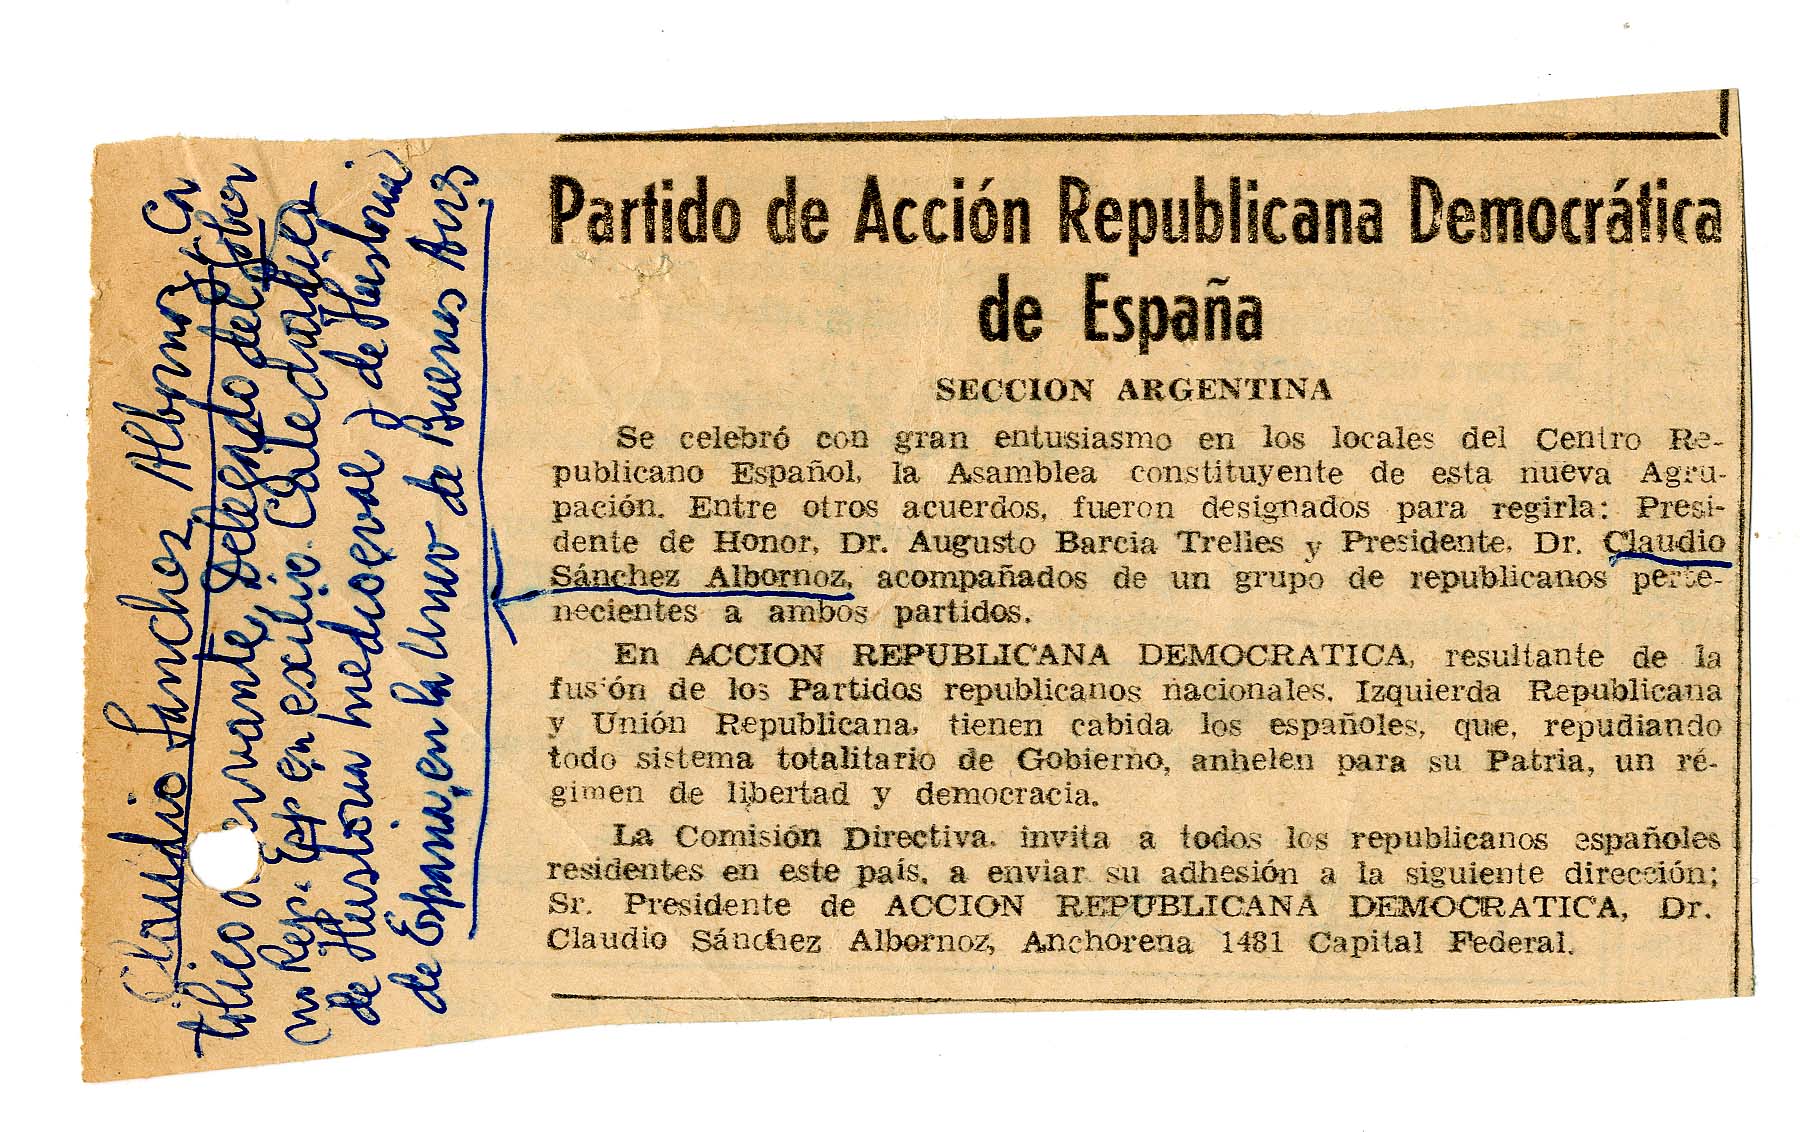 Partido de Acción Republicana Democrática
de España
SECCION ARGENTINA
Se celebró con gran entusiasmo en los locales del Centro Re-
publicano Español, la Asamblea constituyente de esta nueva Agru-
pación. Entre otros acuerdos, fueron designados para regirla: Presi-
dente de Honor, Dr. Augusto Barcia Trelles y Presidente, Dr. Claudio
Sánchez Albornoz, acompañados de un grupo de republicanos perte-
necientes a ambos partidos.
En ACCION REPUBLICANA DEMOCRATICA, resultante de la
fusión de los Partidos republicanos nacionales, Izquierda Republicana
y Unión Republicana, tienen cabida los españoles, que, repudiando
todo sistema totalitario de Gobierno, anhelen para su Patria, un ré-
gimen de libertad y democracia.
La Comisión Directiva, invita a todos los republicanos españoles
residentes en este país, a enviar su adhesión a la siguiente dirección;
Sr. Presidente de ACCION REPUBLICANA DEMOCRATICA, Dr.
Claudio Sánchez Albornoz, Anchorena 1481 Capital Federal.
Claudio Sanchez Albornoz Ca
tolico Delegado del Gobier
no Rep. Esp en exilio. Catedratico
de Historia medioeval y de Historia
de España, en la Univ de Buenos Aires